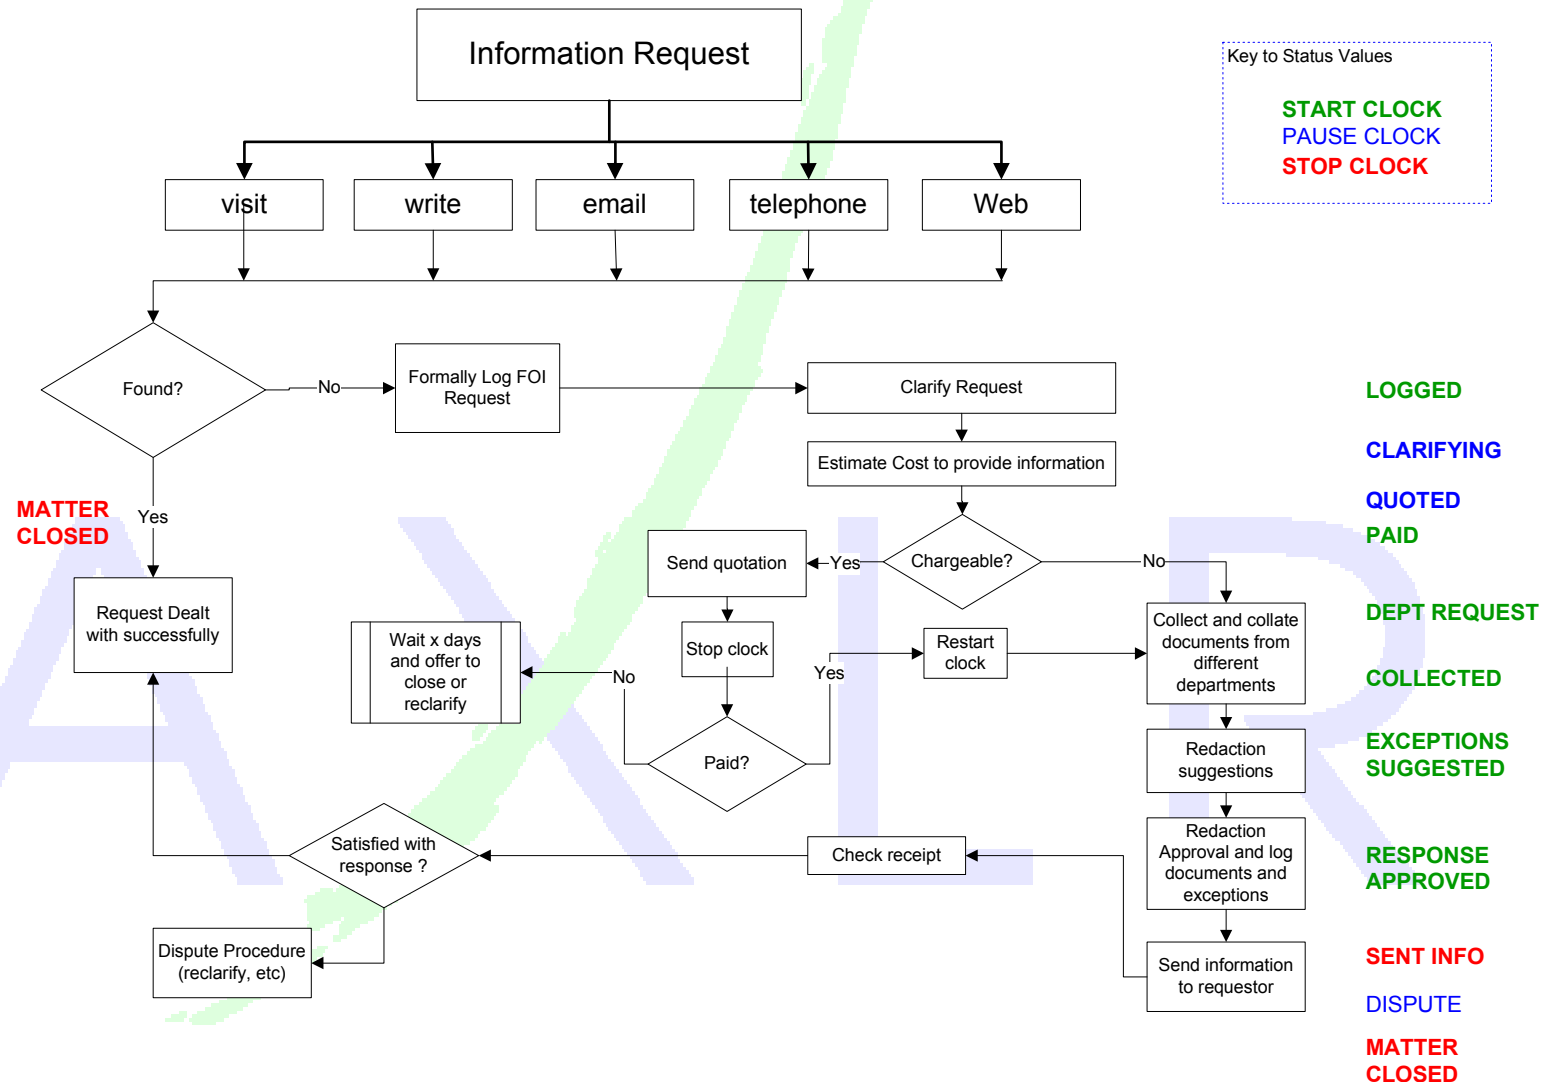 Information Request
Key to Status Values
START CLOCK
PAUSE CLOCK
STOP CLOCK
visit
write
email
telephone
Web
Found?
No
Formally Log FOI
Request
Clarify Request
LOGGED
Estimate Cost to provide information
CLARIFYING
QUOTED
PAID
MATTER
CLOSED
Yes
Send quotation
Yes
Chargeable?
No
Request Dealt
with successfully
Wait x days
and offer to
close or
reclarify
No
Stop clock
Yes
Restart
clock
Collect and collate
documents from
different
departments
DEPT REQUEST
COLLECTED
Paid?
Redaction
suggestions
EXCEPTIONS
SUGGESTED
Satisfied with
response ?
Check receipt
Redaction
Approval and log
documents and
exceptions
RESPONSE
APPROVED
Dispute Procedure
(reclarify, etc)
Send information
to requestor
SENT INFO
DISPUTE
MATTER
CLOSED
AXLR